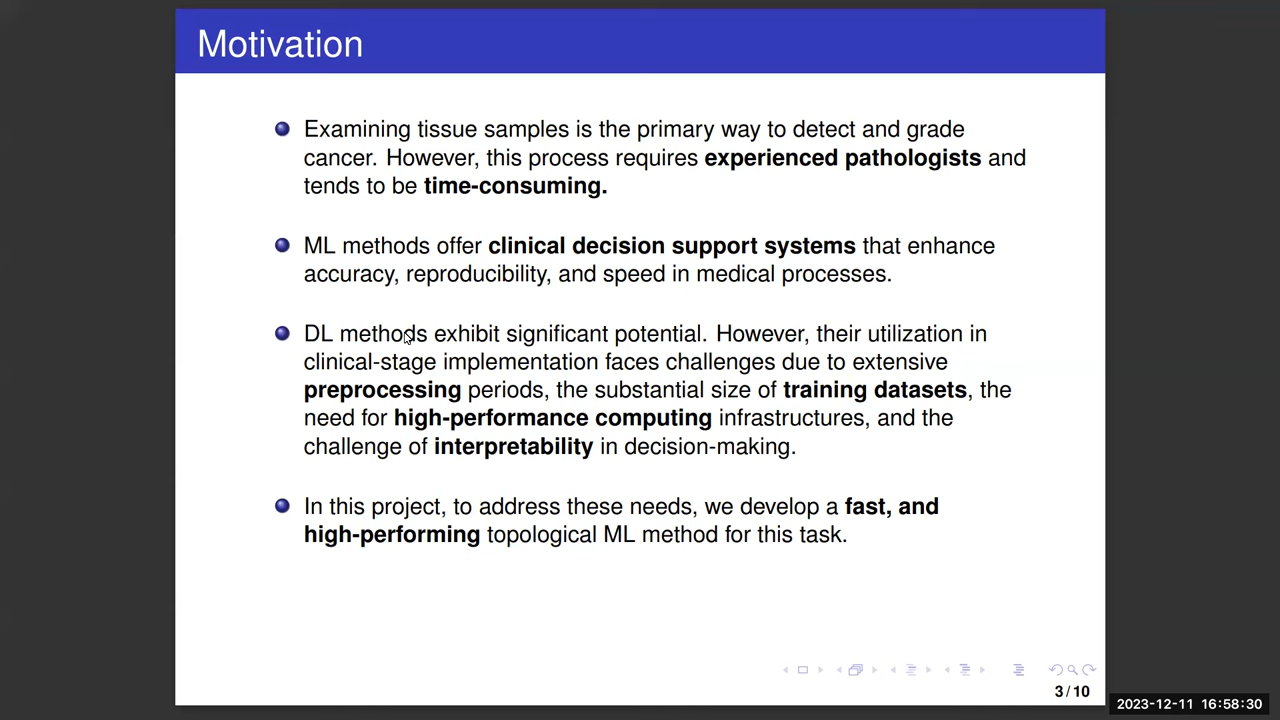 Motivation
Examining tissue samples is the primary way to detect and grade
cancer. However, this process requires experienced pathologists and
tends to be time-consuming.
ML methods offer clinical decision support systems that enhance
accuracy, reproducibility, and speed in medical processes.
DL methods exhibit significant potential. However, their utilization in
clinical-stage implementation faces challenges due to extensive
preprocessing periods, the substantial size of training datasets, the
need for high-performance computing infrastructures, and the
challenge of interpretability in decision-making.
In this project, to address these needs, we develop a fast, and
high-performing topological ML method for this task.
3 / 10
2023-12-11 16:58:30